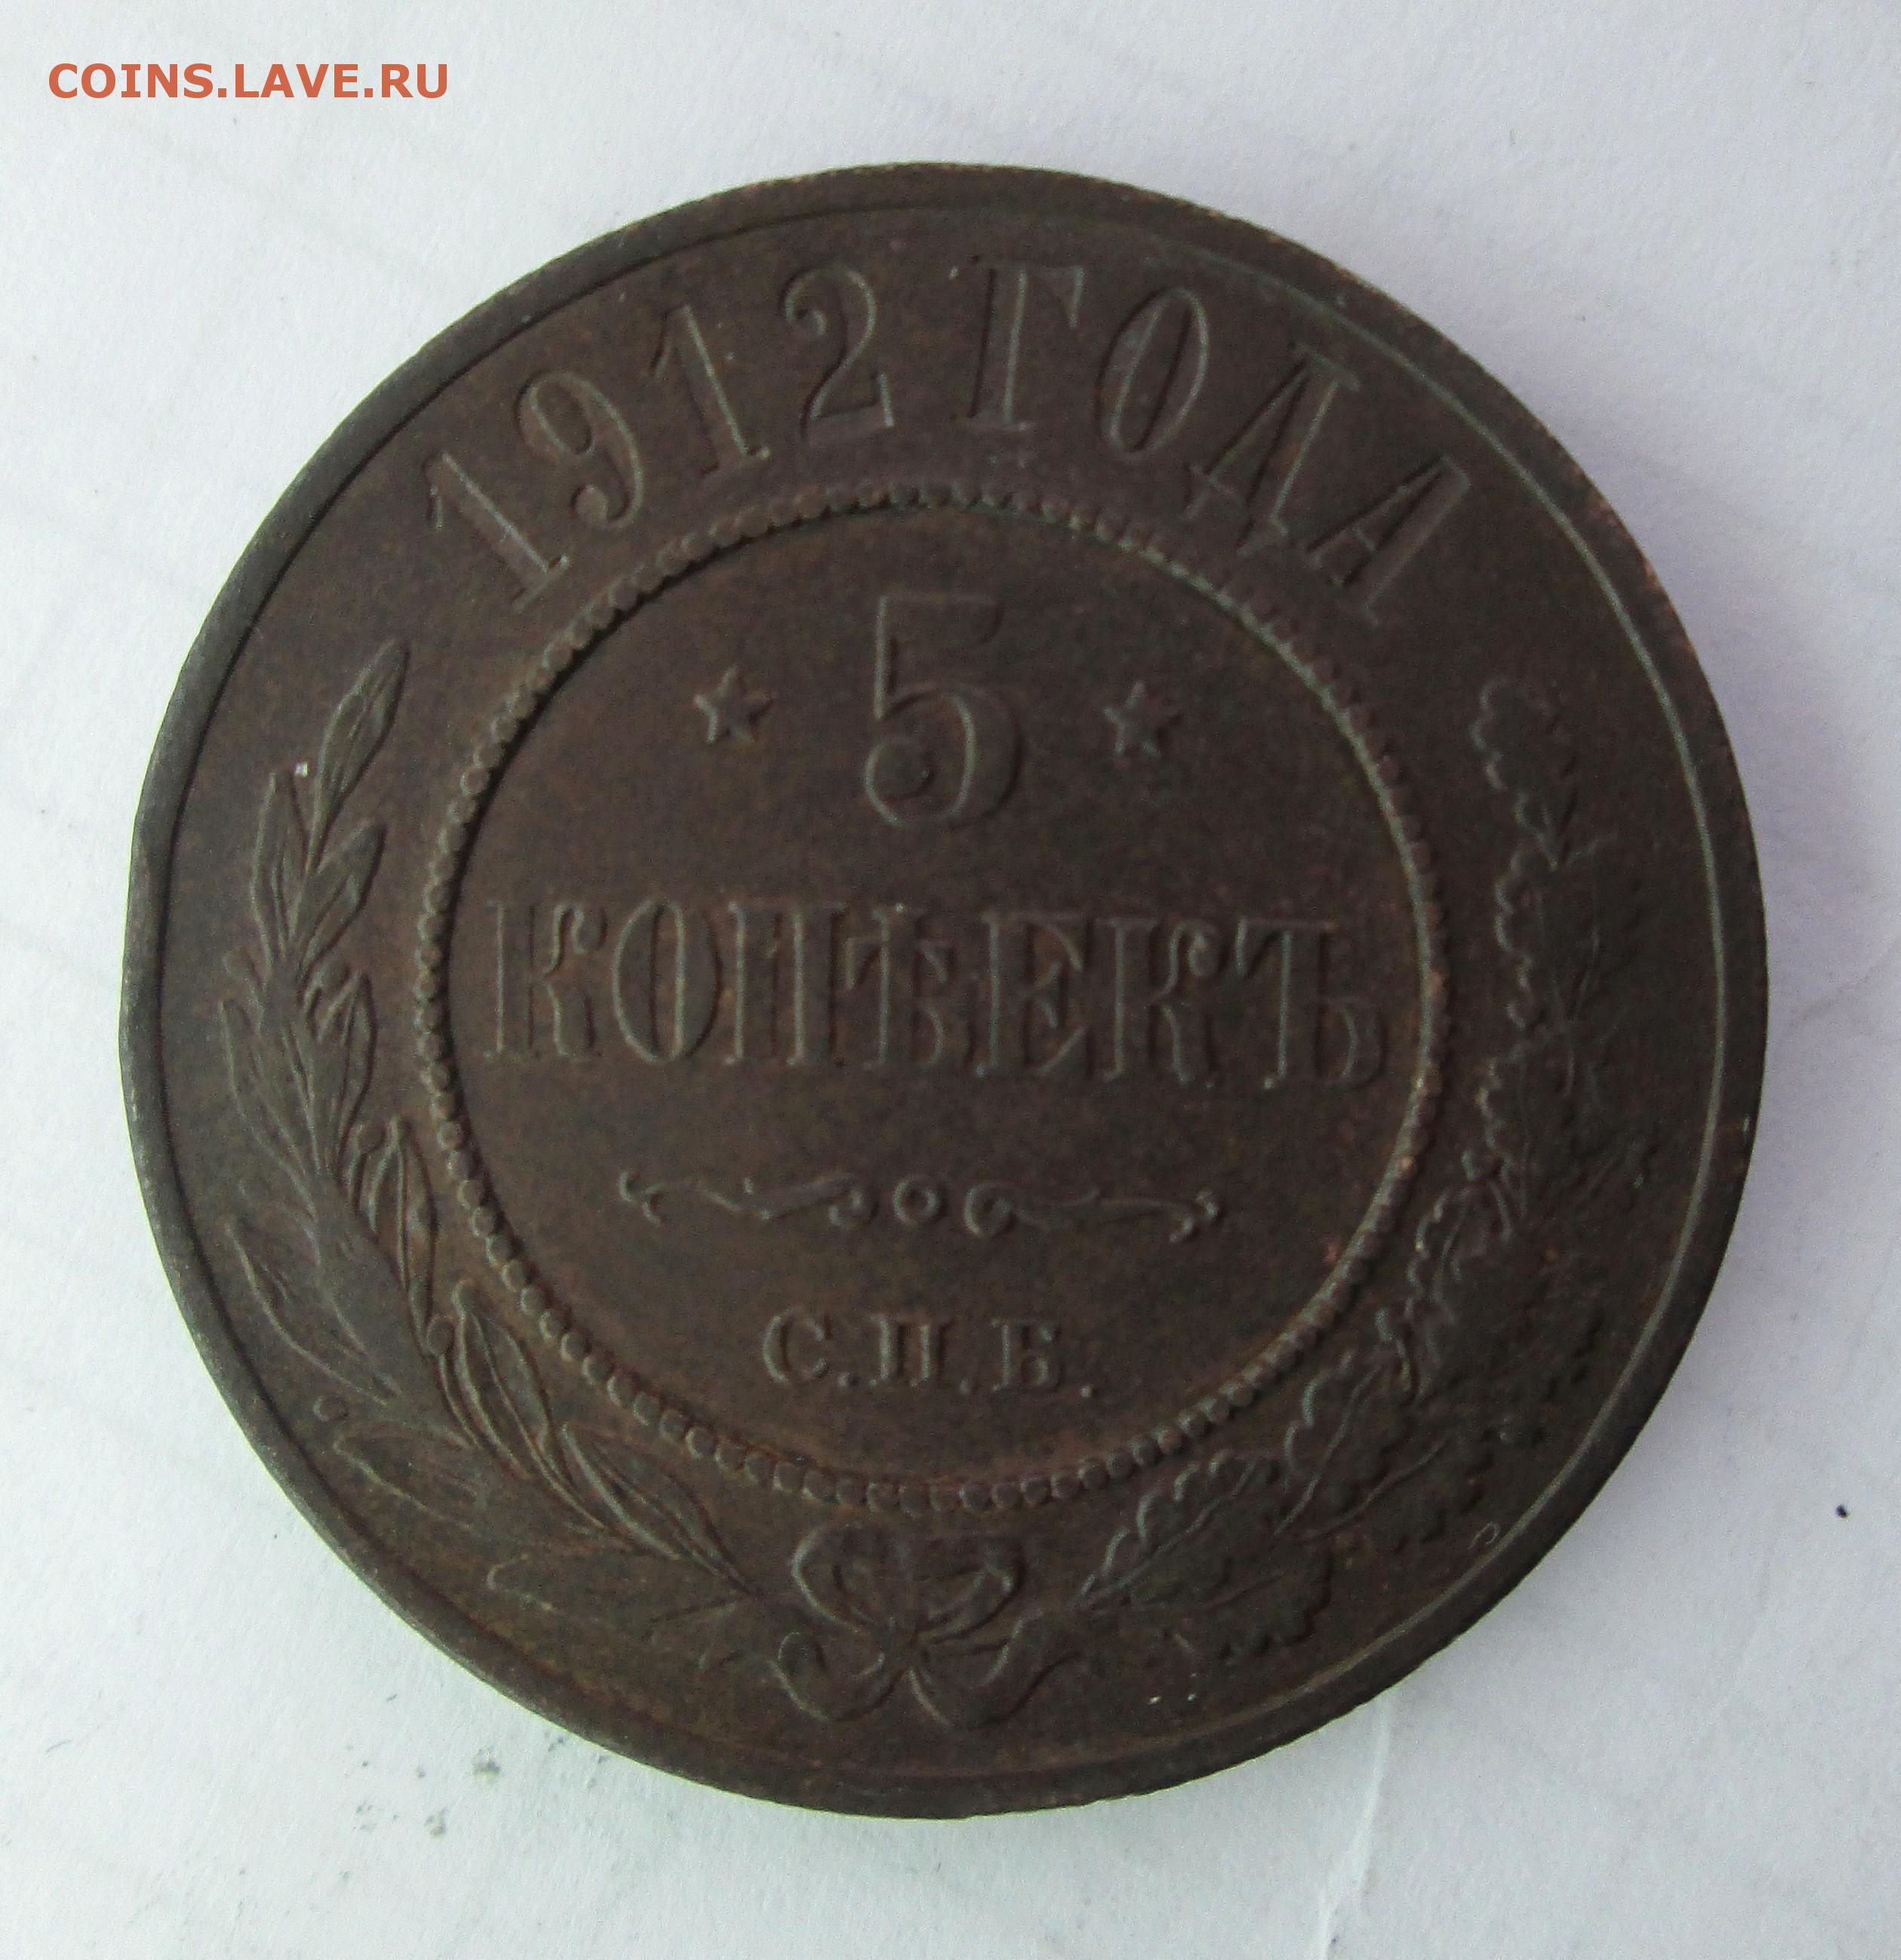 COINS.LAVE.RU
1912 ГОДА
5
КОПѢЕКЪ
С.П.Б.